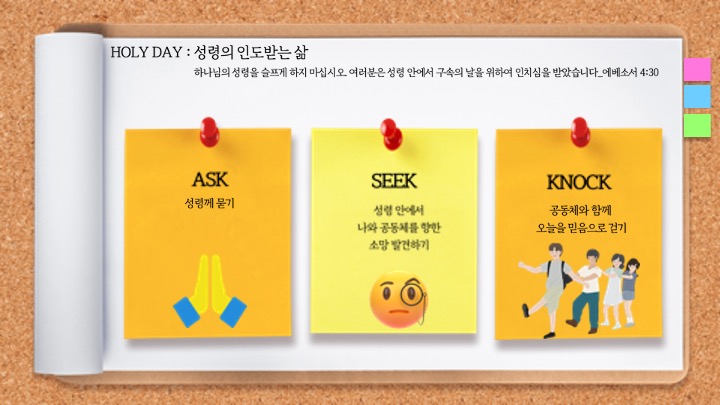 HOLY DAY : 성령의 인도받는 삶
하나님의 성령을 슬프게 하지 마십시오. 여러분은 성령 안에서 구속의 날을 위하여 인치심을 받았습니다_에베소서 4:30
ASK
성령께 묻기
SEEK
성령 안에서
나와 공동체를 향한
소망 발견하기
KNOCK
공동체와 함께
오늘을 믿음으로 걷기